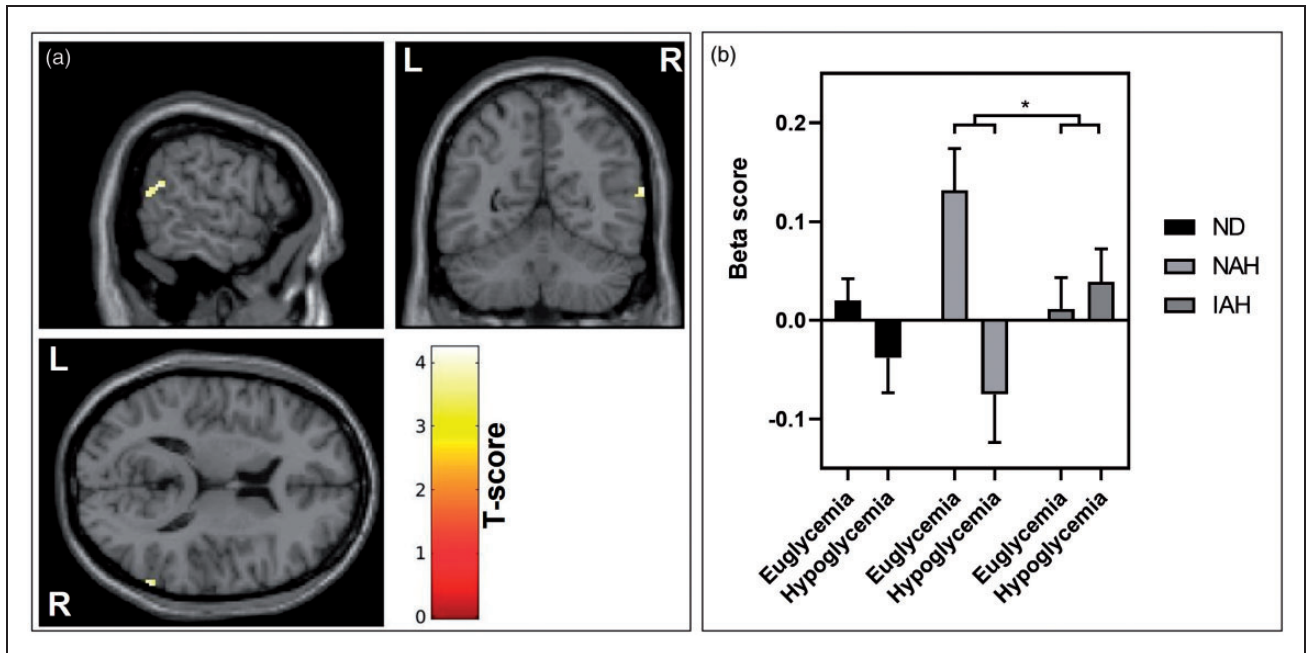 (a)
L
R
L
R
4
3
2
1
0
T-score
(b)
Beta score
0.2
0.1
0.0
-0.1
*
Euglycemia
Hypoglycemia
Euglycemia
Hypoglycemia
Euglycemia
Hypoglycemia
ND
NAH
IAH